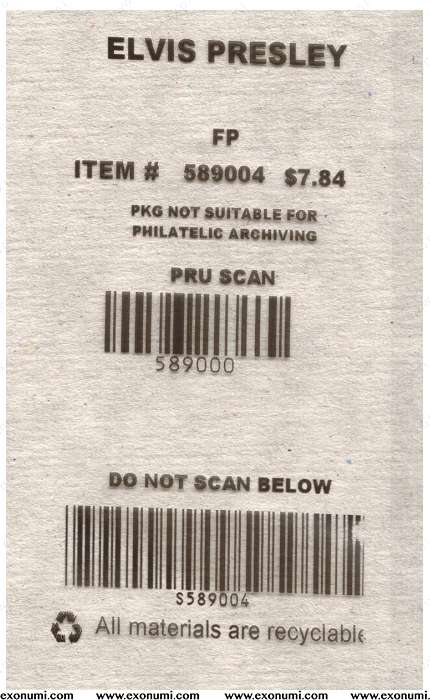 ELVIS PRESLEY
FP
ITEM # 589004 $7.84
PKG NOT SUITABLE FOR
PHILATELIC ARCHIVING
PRU SCAN
589000
DO NOT SCAN BELOW
S589004
All materials are recyclable
www.exonumi.com www.exonumi.com www.exonumi.com www.exonumi.com